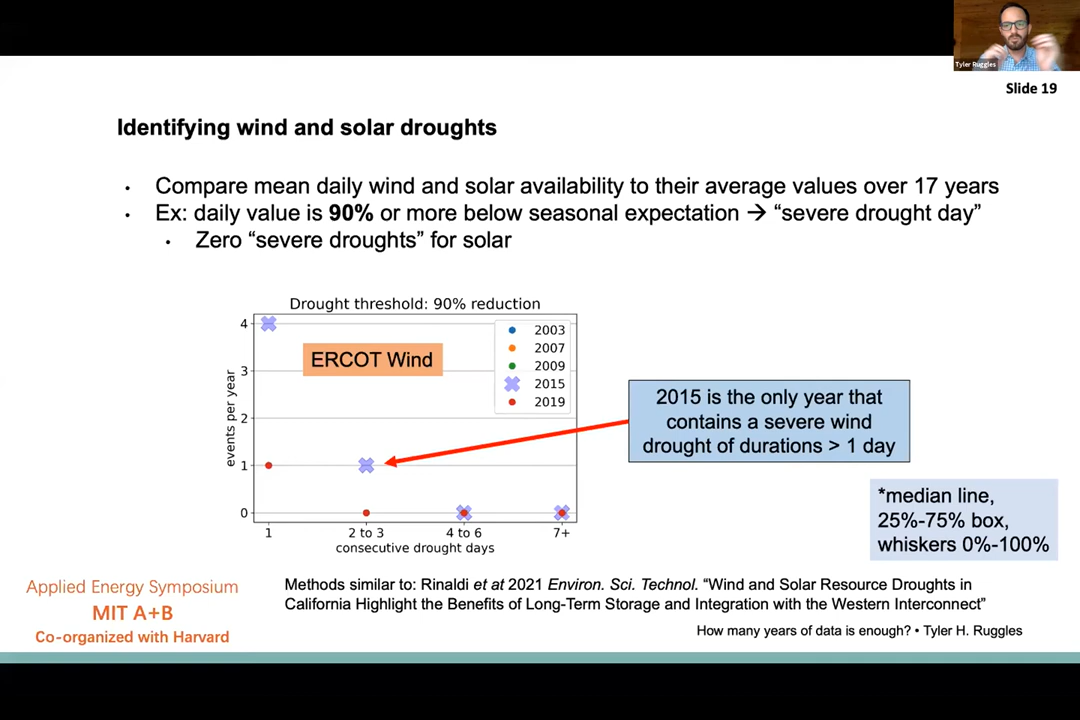 Tyler Ruggles
Slide 19
Identifying wind and solar droughts
• Compare mean daily wind and solar availability to their average values over 17 years
• Ex: daily value is 90% or more below seasonal expectation → “severe drought day”
• Zero “severe droughts” for solar
Drought threshold: 90% reduction
4
3
2
1
0
events per year
ERCOT Wind
2003
2007
2009
2015
2019
1
2 to 3
4 to 6
7+
consecutive drought days
2015 is the only year that
contains a severe wind
drought of durations > 1 day
*median line,
25%-75% box,
whiskers 0%-100%
Applied Energy Symposium
MIT A+B
Co-organized with Harvard
Methods similar to: Rinaldi et at 2021 Environ. Sci. Technol. “Wind and Solar Resource Droughts in
California Highlight the Benefits of Long-Term Storage and Integration with the Western Interconnect”
How many years of data is enough? • Tyler H. Ruggles